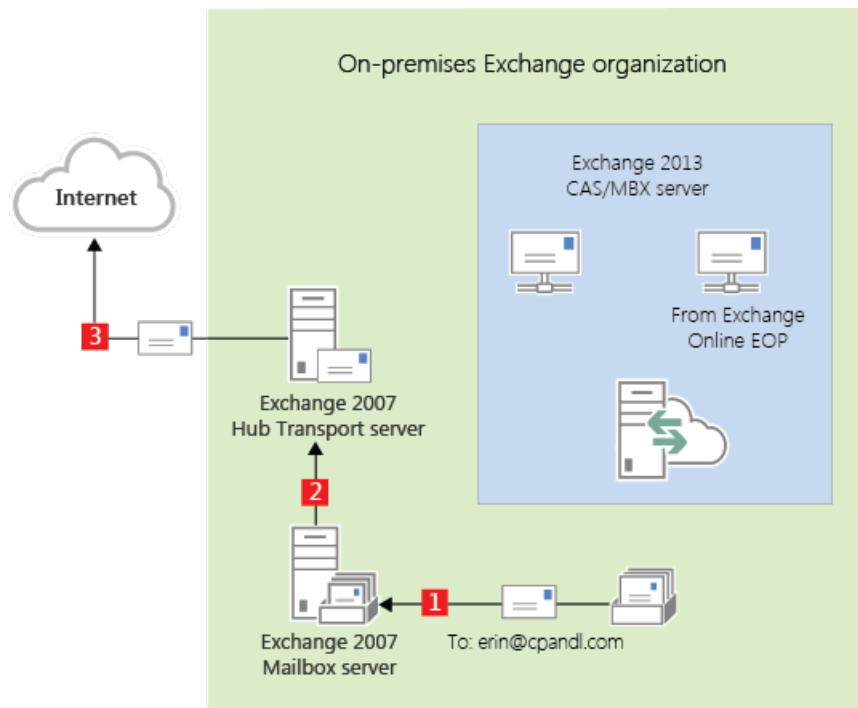 On-premises Exchange organization
Exchange 2013
CAS/MBX server
Internet
From Exchange
Online EOP
3
Exchange 2007
Hub Transport server
2
1
Exchange 2007
Mailbox server
To: erin@cpandl.com